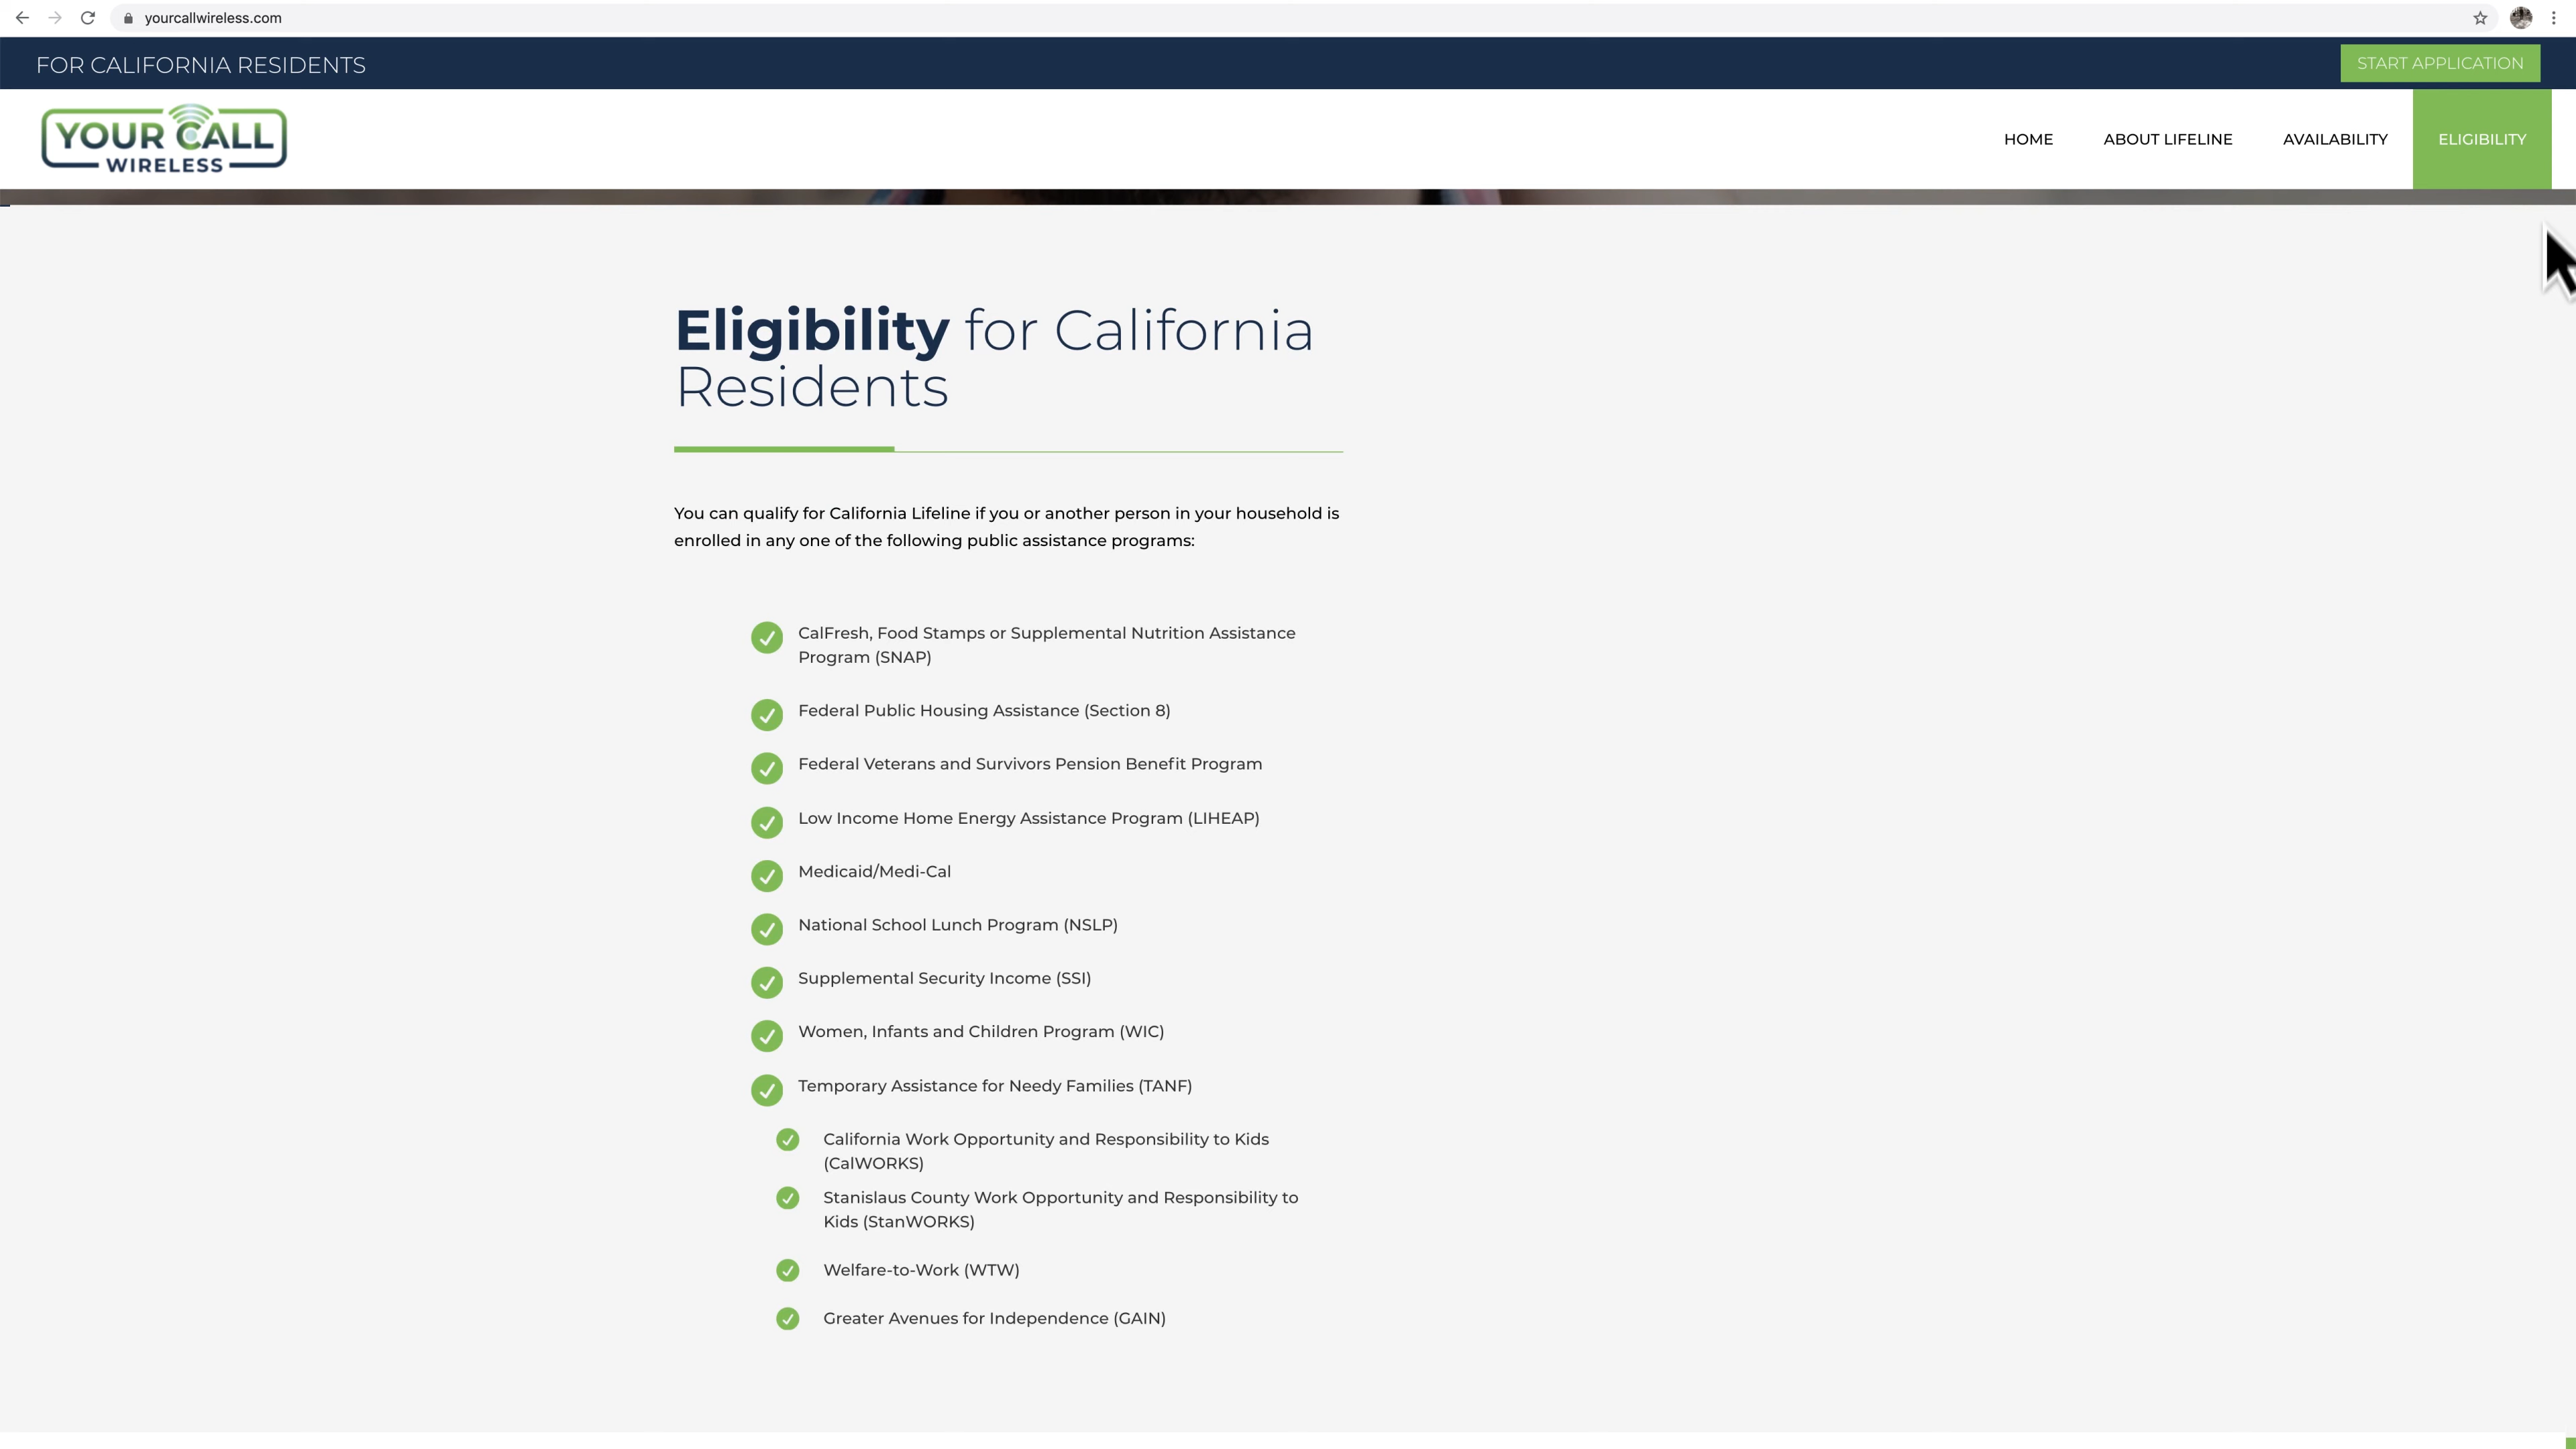 yourcallwireless.com
FOR CALIFORNIA RESIDENTS
START APPLICATION
YOUR CALL
WIRELESS
HOME
ABOUT LIFELINE
AVAILABILITY
ELIGIBILITY
Eligibility for California
Residents
You can qualify for California Lifeline if you or another person in your household is
enrolled in any one of the following public assistance programs:
CalFresh, Food Stamps or Supplemental Nutrition Assistance
Program (SNAP)
Federal Public Housing Assistance (Section 8)
Federal Veterans and Survivors Pension Benefit Program
Low Income Home Energy Assistance Program (LIHEAP)
Medicaid/Medi-Cal
National School Lunch Program (NSLP)
Supplemental Security Income (SSI)
Women, Infants and Children Program (WIC)
Temporary Assistance for Needy Families (TANF)
California Work Opportunity and Responsibility to Kids
(CalWORKS)
Stanislaus County Work Opportunity and Responsibility to
Kids (StanWORKS)
Welfare-to-Work (WTW)
Greater Avenues for Independence (GAIN)